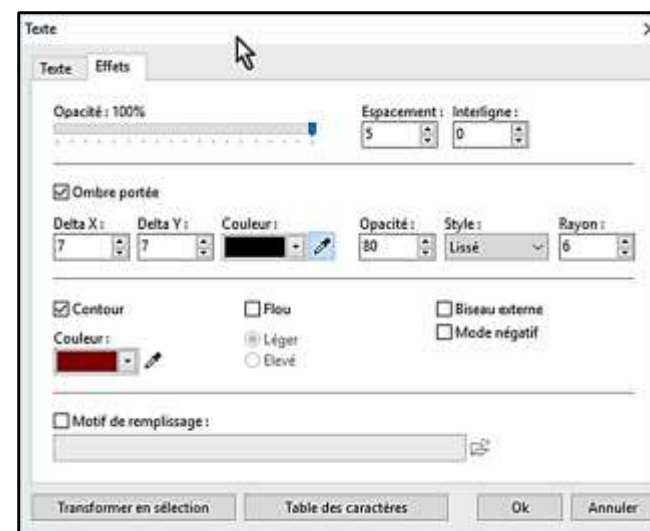 Texte
Texte Effets
Opacité : 100% Espacement : Interligne :
5 0
Ombre portée
Delta X : Delta Y : Couleur : Opacité : Style : Rayon :
7 7 80 Lissé 6
Contour Flou Biseau externe
Couleur : Léger Mode négatif
Elevé
Motif de remplissage :
Transformer en sélection Table des caractères Ok Annuler